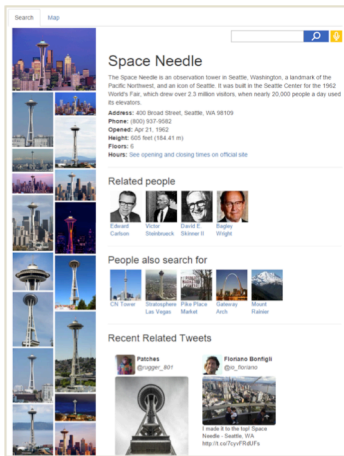 Search Map
Space Needle
The Space Needle is an observation tower in Seattle, Washington, a landmark of the
Pacific Northwest, and an icon of Seattle. It was built in the Seattle Center for the 1962
World's Fair, which drew over 2.3 million visitors, when nearly 20,000 people a day used
its elevators.
Address: 400 Broad Street, Seattle, WA 98109
Phone: (800) 937-9582
Opened: Apr 21, 1962
Height: 605 feet (184.41 m)
Floors: 6
Hours: See opening and closing times on official site
Related people
Edward Carlson
Victor Steinbrueck
David E. Skinner II
Bagley Wright
People also search for
CN Tower
Stratosphere Las Vegas
Pike Place Market
Gateway Arch
Mount Rainier
Recent Related Tweets
Patches
@rugger_801
Floriano Bonfigli
@io_floriano
I made it to the top! Space
Needle - Seattle, WA
http://t.co/7cyvFRdUFs